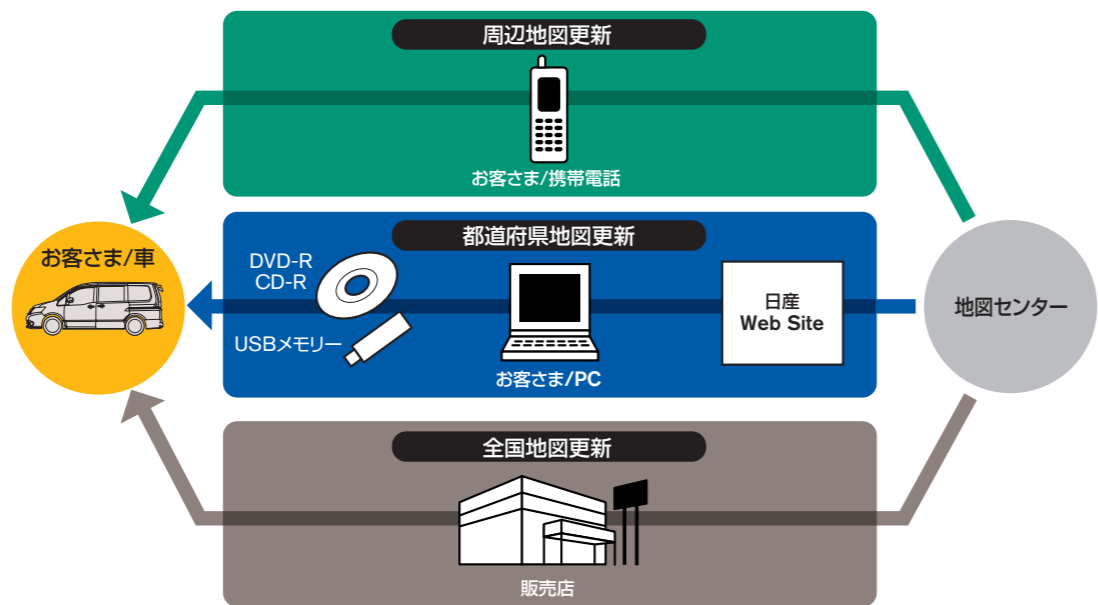 周辺地図更新
お客さま/携帯電話
お客さま/車
都道府県地図更新
DVD-R
CD-R
USBメモリー
お客さま/PC
日産
Web Site
地図センター
全国地図更新
販売店